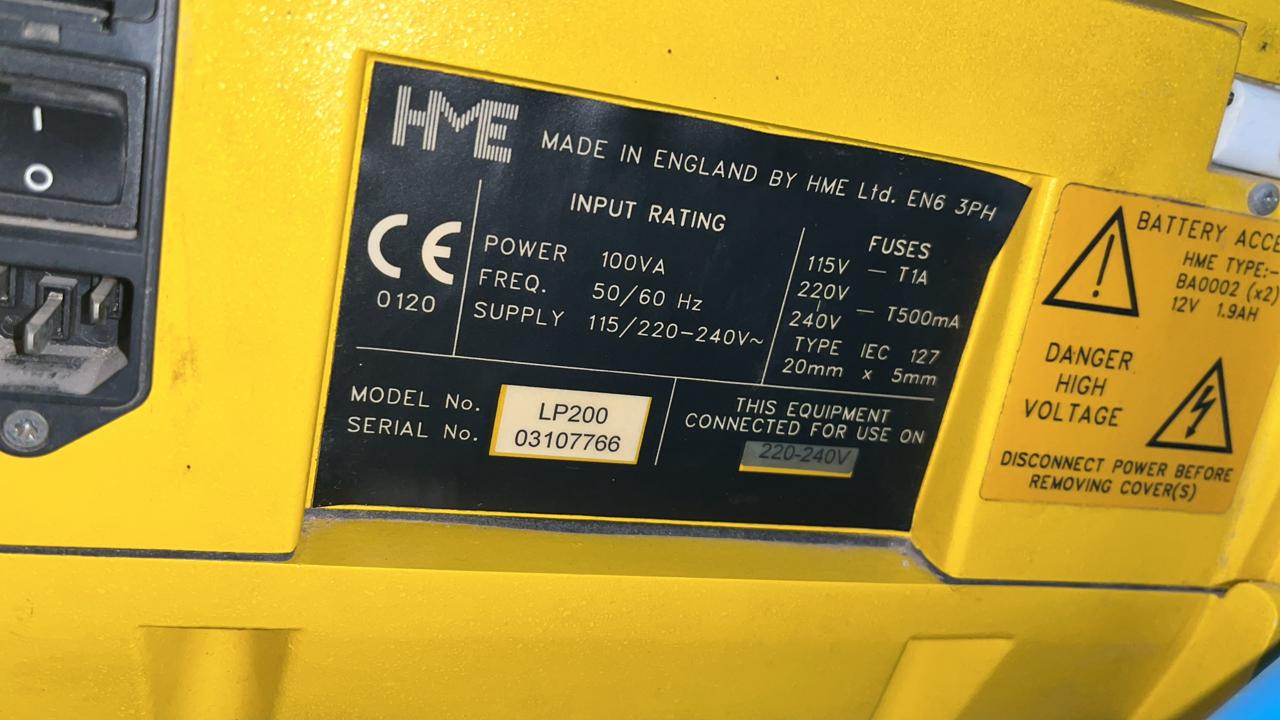 HME MADE IN ENGLAND BY HME Ltd. EN6 3PH
CE
0120
INPUT RATING
POWER 100VA
FREQ. 50/60 Hz
SUPPLY 115/220-240V~
FUSES
115V — T1A
220V
240V — T500mA
TYPE IEC 127
20mm x 5mm
MODEL No. LP200
SERIAL No. 03107766
THIS EQUIPMENT
CONNECTED FOR USE ON
220-240V
BATTERY
HME TYPE:-
BA0002 (x2)
12V 1.9AH
DANGER
HIGH
VOLTAGE
DISCONNECT POWER BEFORE
REMOVING COVER(S)
I
O